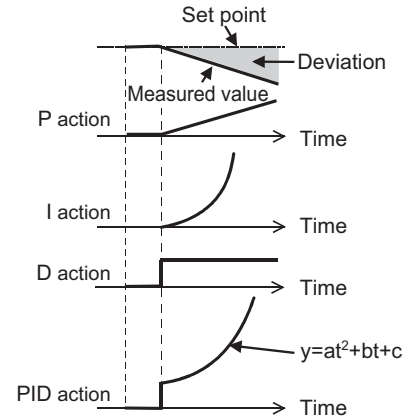 Set point
Deviation
Measured value
P action
Time
I action
Time
D action
Time
y=at²+bt+c
PID action
Time